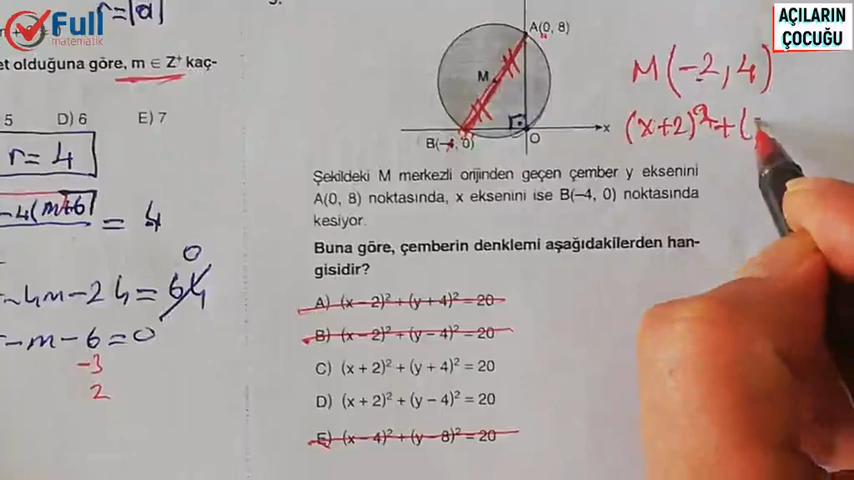 r=|a|
Full
matematik
et olduğuna göre, m ∈ Z⁺ kaç-
5 D) 6 E) 7
r = 4
-4(m+6) = 4
0
-4m-24 = 64
-m-6=0
-3
2
A(0, 8)
M
x
B(-4, 0)
O
Şekildeki M merkezli orijinden geçen çember y eksenini
A(0, 8) noktasında, x eksenini ise B(–4, 0) noktasında
kesiyor.
Buna göre, çemberin denklemi aşağıdakilerden han-
gisidir?
A) (x – 2)² + (y + 4)² = 20
B) (x – 2)² + (y – 4)² = 20
C) (x + 2)² + (y + 4)² = 20
D) (x + 2)² + (y – 4)² = 20
E) (x – 4)² + (y – 8)² = 20
AÇILARIN
ÇOCUĞU
M(-2, 4)
(x+2)²+(